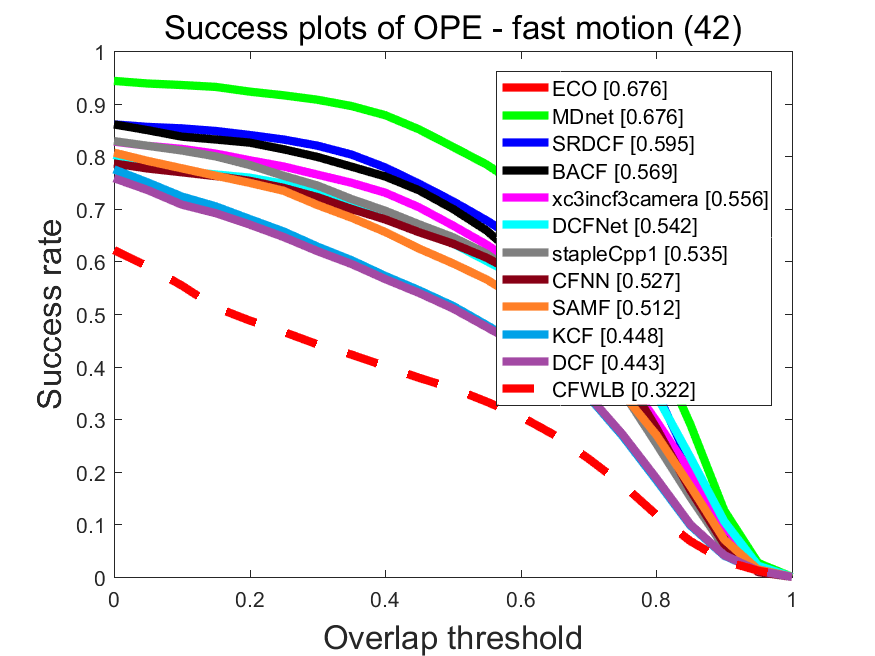 Success plots of OPE - fast motion (42)
Success rate
1
0.9
0.8
0.7
0.6
0.5
0.4
0.3
0.2
0.1
0
ECO [0.676]
MDnet [0.676]
SRDCF [0.595]
BACF [0.569]
xc3incf3camera [0.556]
DCFNet [0.542]
stapleCpp1 [0.535]
CFNN [0.527]
SAMF [0.512]
KCF [0.448]
DCF [0.443]
CFWLB [0.322]
0 0.2 0.4 0.6 0.8 1
Overlap threshold